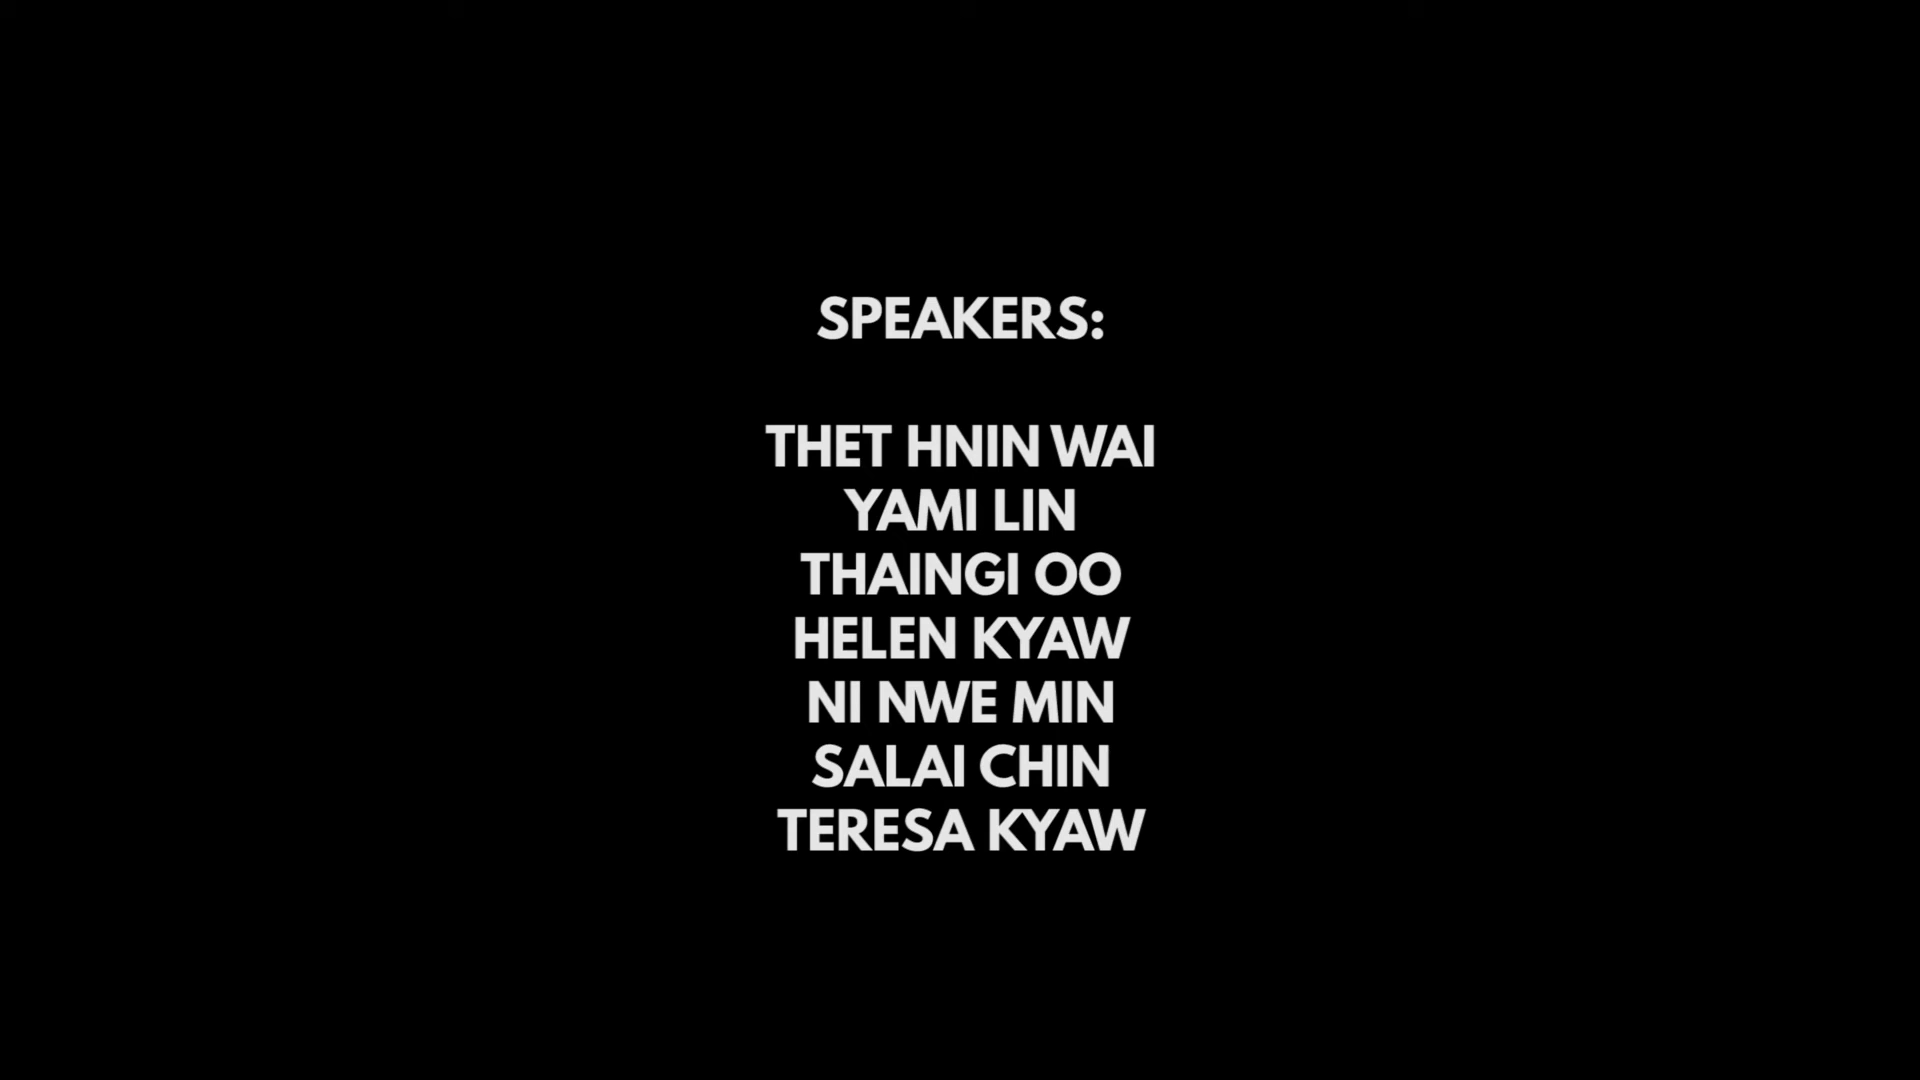 SPEAKERS:
THET HNIN WAI
YAMI LIN
THAINGI OO
HELEN KYAW
NI NWE MIN
SALAI CHIN
TERESA KYAW